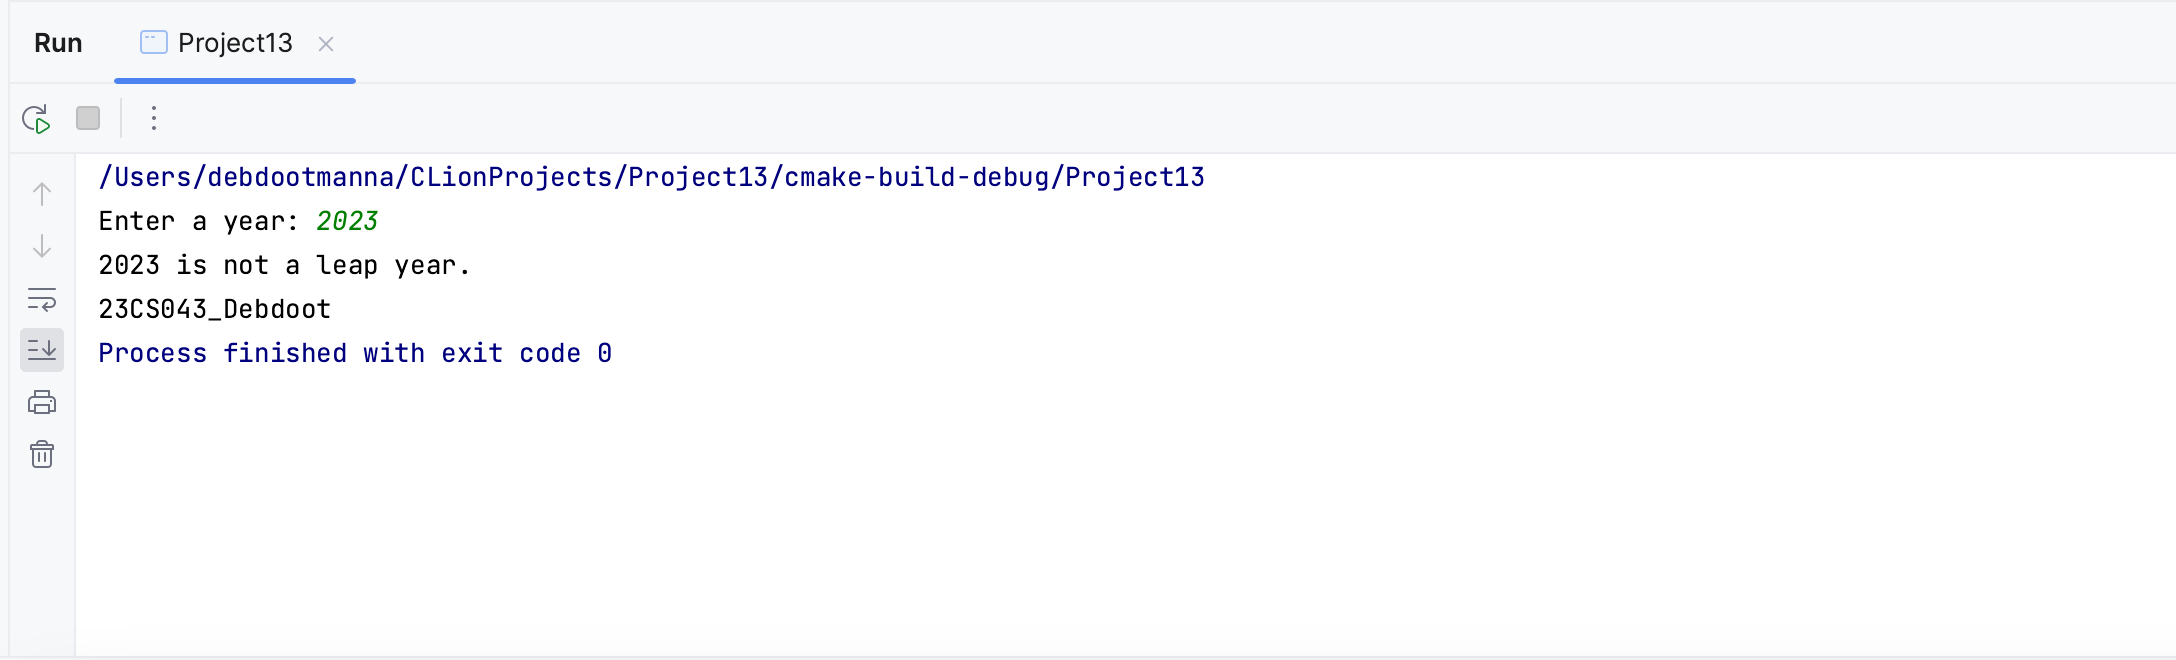 Run Project13
/Users/debdootmanna/CLionProjects/Project13/cmake-build-debug/Project13
Enter a year: 2023
2023 is not a leap year.
23CS043_Debdoot
Process finished with exit code 0